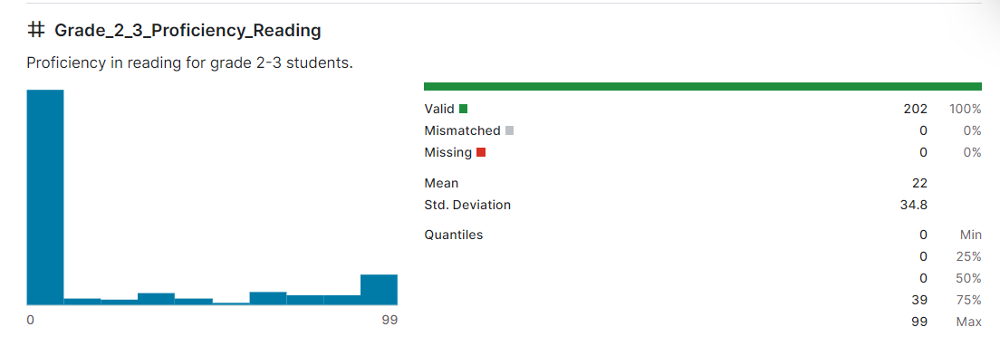 # Grade_2_3_Proficiency_Reading
Proficiency in reading for grade 2-3 students.
0 99
Valid 202 100%
Mismatched 0 0%
Missing 0 0%
Mean 22
Std. Deviation 34.8
Quantiles 0 Min
0 25%
0 50%
39 75%
99 Max